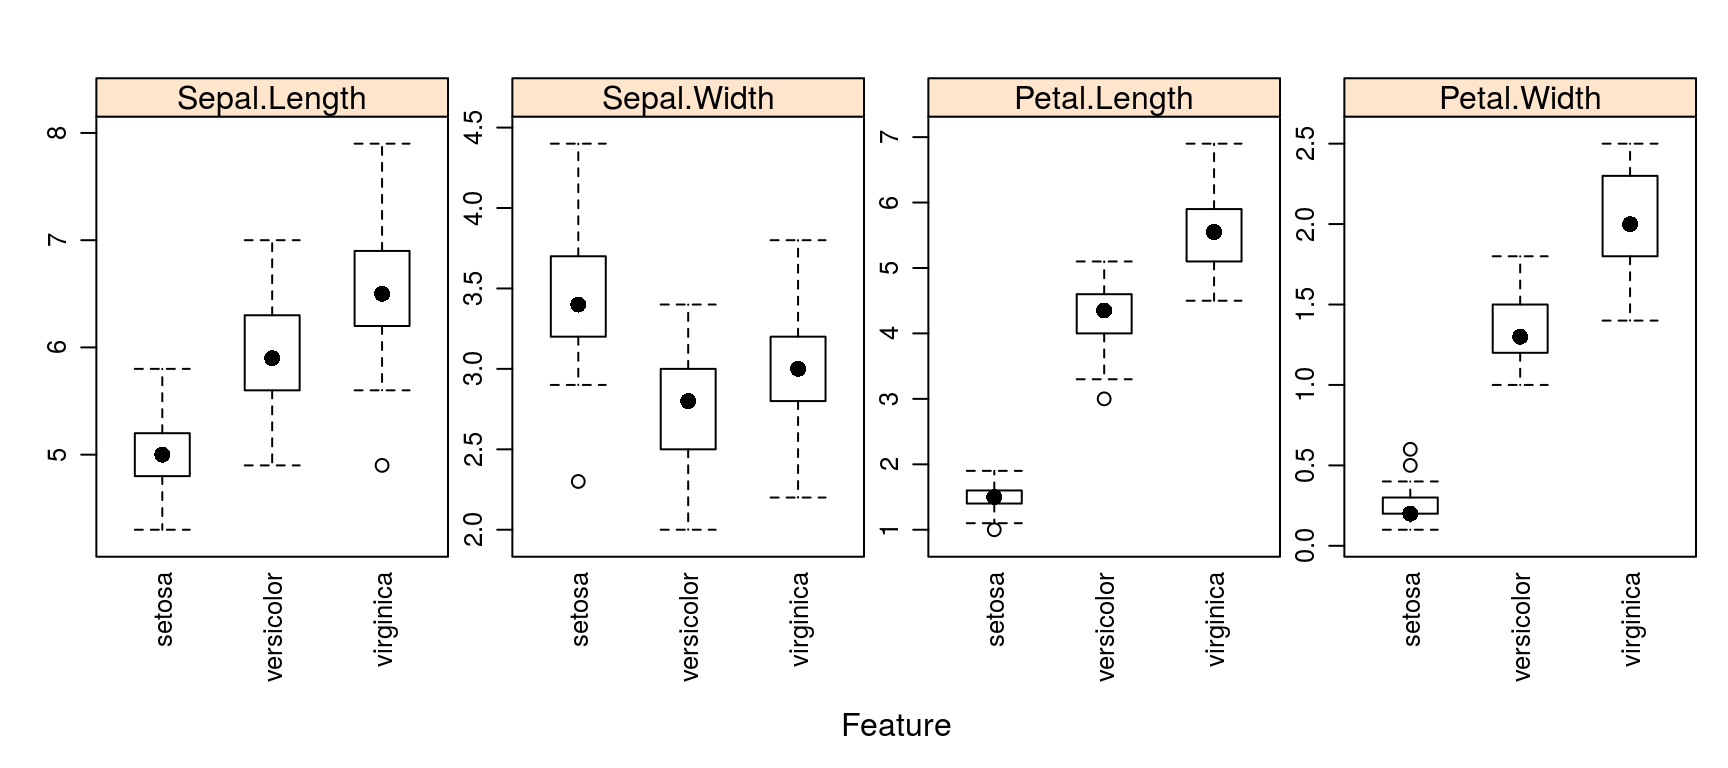 Sepal.Length
8
7
6
5
setosa
versicolor
virginica
Sepal.Width
4.5
4.0
3.5
3.0
2.5
2.0
setosa
versicolor
virginica
Petal.Length
7
6
5
4
3
2
1
setosa
versicolor
virginica
Petal.Width
2.5
2.0
1.5
1.0
0.5
0.0
setosa
versicolor
virginica
Feature